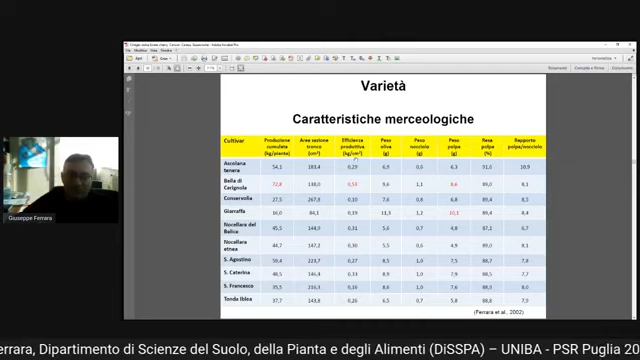 Varietà
Caratteristiche merceologiche
Cultivar Produzione cumulata (kg/pianta) Area sezione tronco (cm²) Efficienza produttiva (kg/cm²) Peso oliva (g) Peso nocciolo (g) Peso polpa (g) Resa polpa (%) Rapporto polpa/nocciolo
Ascolana tenera 54,1 183,4 0,29 6,9 0,6 6,3 91,6 10,9
Bella di Cerignola 72,8 138,0 0,53 9,6 1,1 8,6 89,0 8,1
Conservolia 27,5 267,8 0,10 7,6 0,8 6,8 89,4 8,5
Giarraffa 16,0 84,1 0,19 11,3 1,2 10,1 89,4 8,4
Nocellara del Belice 45,5 144,0 0,31 5,6 0,7 4,8 87,1 6,7
Nocellara etnea 44,7 147,2 0,30 5,5 0,6 4,9 89,0 8,1
S. Agostino 59,4 223,7 0,27 8,5 1,0 7,5 88,7 7,8
S. Caterina 48,5 146,4 0,33 8,9 1,0 7,9 88,5 7,7
S. Francesco 35,5 216,3 0,16 8,6 1,0 7,6 88,9 8,0
Tonda Iblea 37,7 143,8 0,26 6,5 0,7 5,8 88,8 7,9
(Ferrara et al., 2002)
Giuseppe Ferrara
errara, Dipartimento di Scienze del Suolo, della Pianta e degli Alimenti (DiSSPA) – UNIBA - PSR Puglia 20